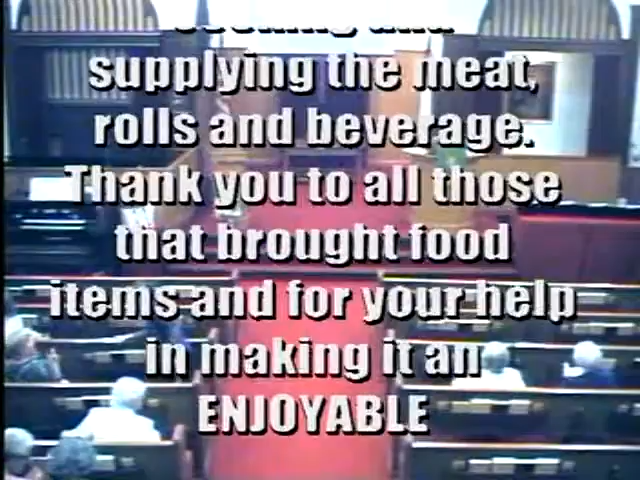 and
supplying the meat,
rolls and beverage.
Thank you to all those
that brought food
items and for your help
in making it an
ENJOYABLE